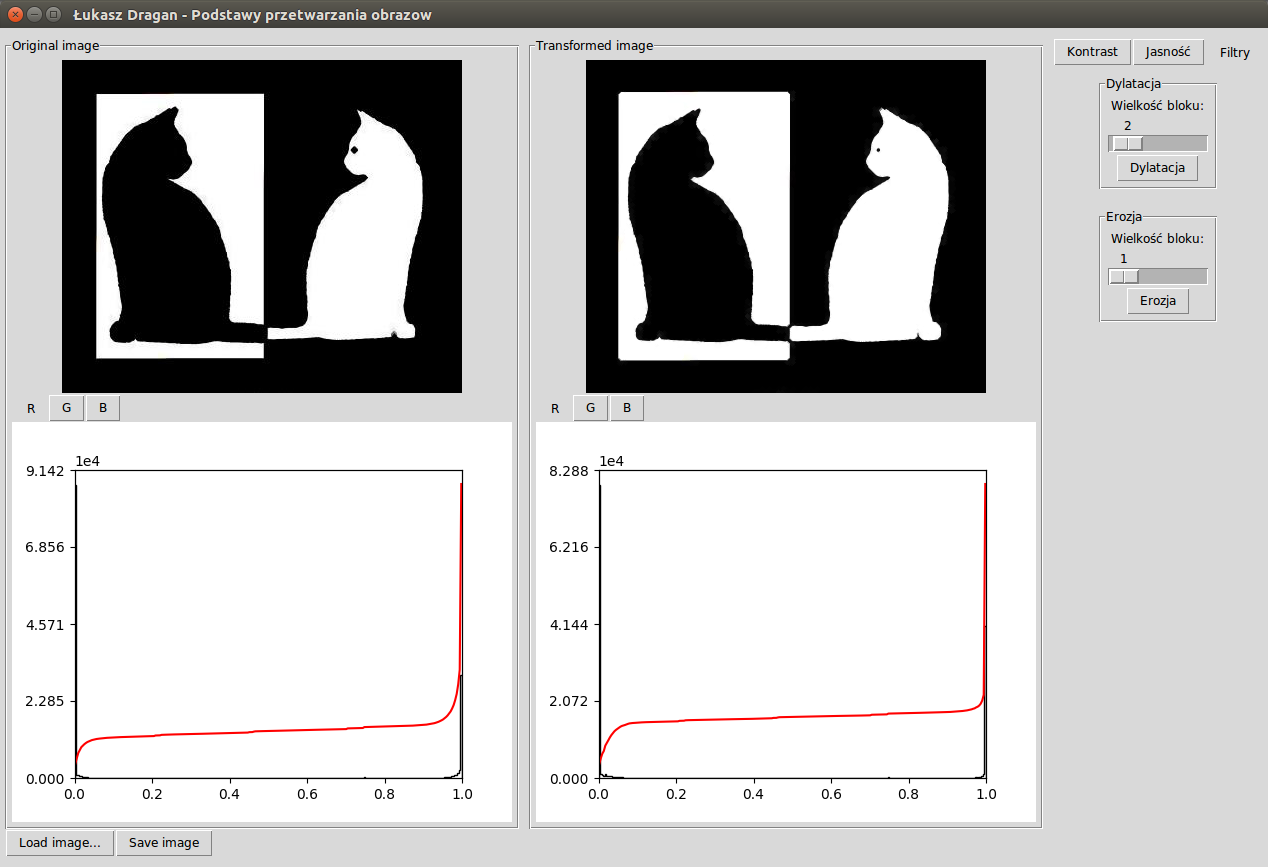 Łukasz Dragan - Podstawy przetwarzania obrazow
Original image
R G B
1e4
9.142
6.856
4.571
2.285
0.000
0.0 0.2 0.4 0.6 0.8 1.0
Load image... Save image
Transformed image
R G B
1e4
8.288
6.216
4.144
2.072
0.000
0.0 0.2 0.4 0.6 0.8 1.0
Kontrast Jasność Filtry
Dylatacja
Wielkość bloku:
2
Dylatacja
Erozja
Wielkość bloku:
1
Erozja